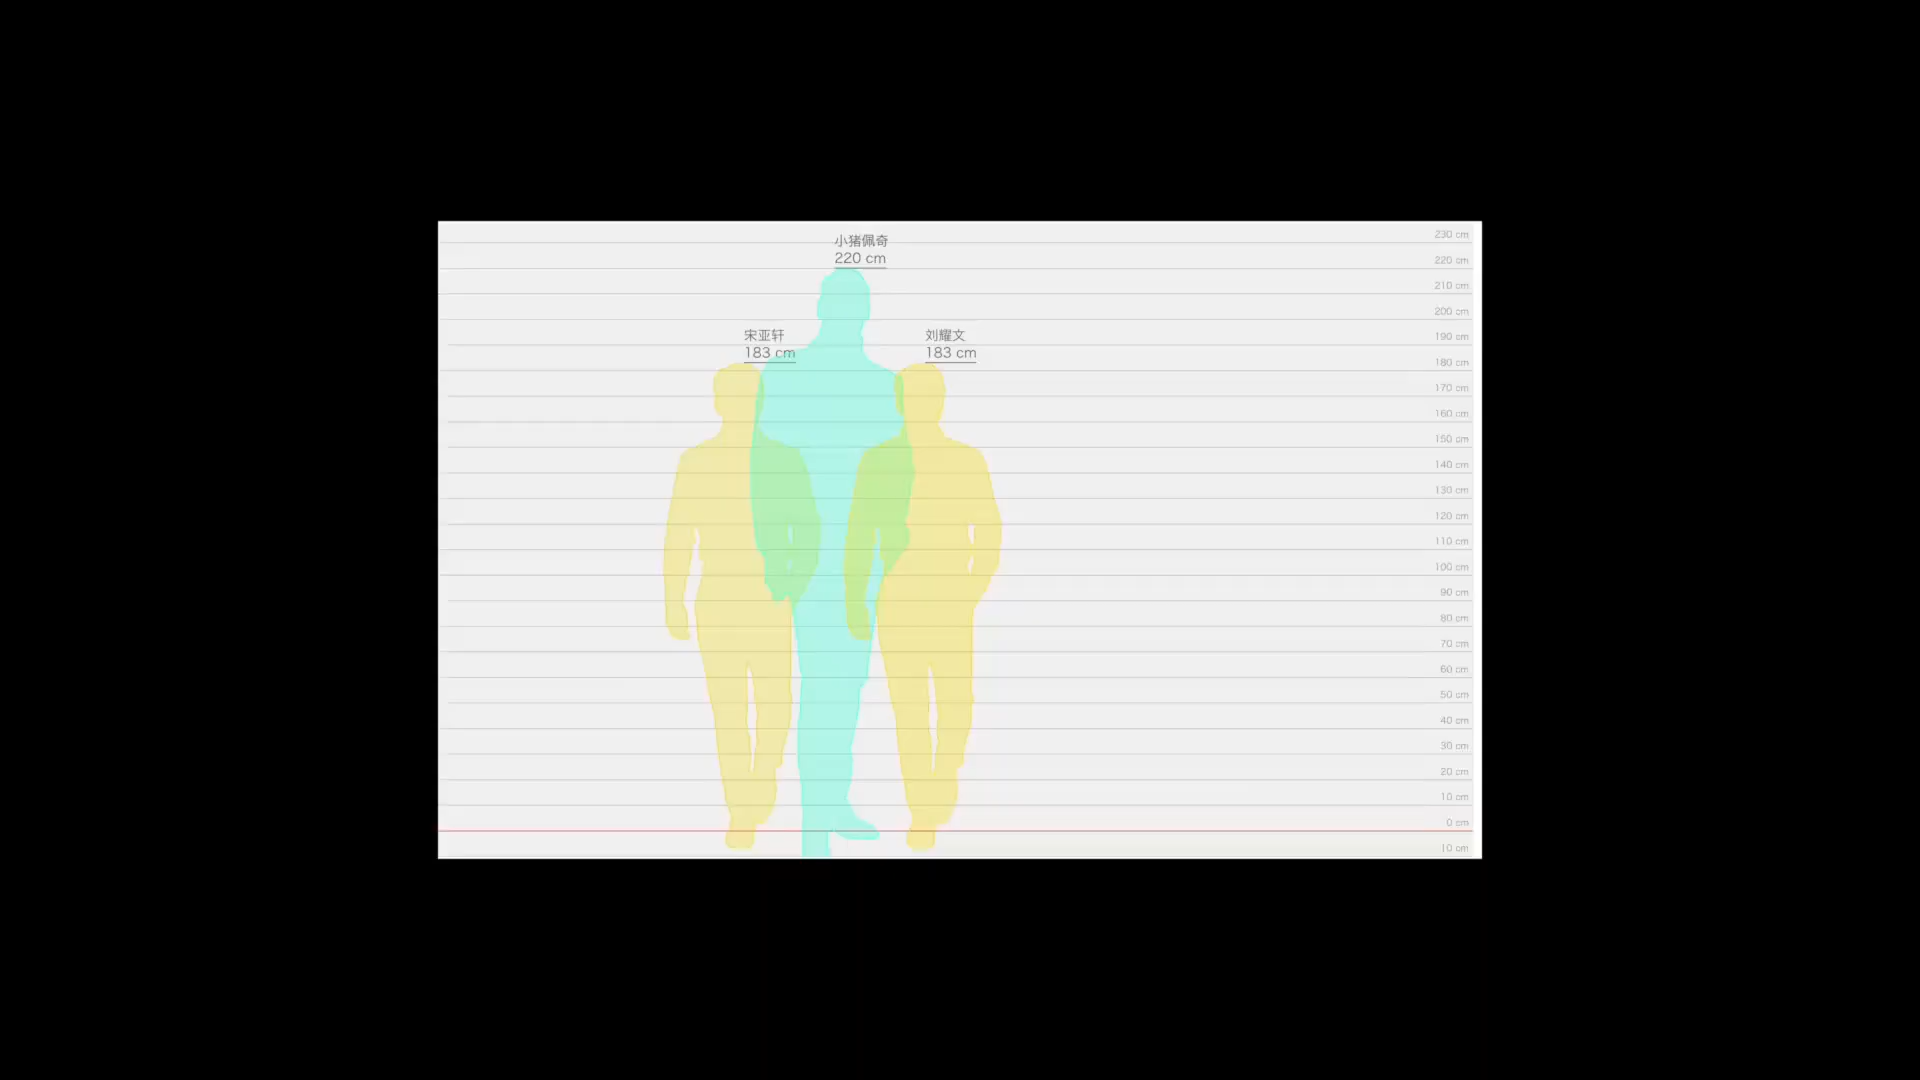 小猪佩奇
220 cm
宋亚轩
183 cm
刘耀文
183 cm
230 cm
220 cm
210 cm
200 cm
190 cm
180 cm
170 cm
160 cm
150 cm
140 cm
130 cm
120 cm
110 cm
100 cm
90 cm
80 cm
70 cm
60 cm
50 cm
40 cm
30 cm
20 cm
10 cm
0 cm
10 cm